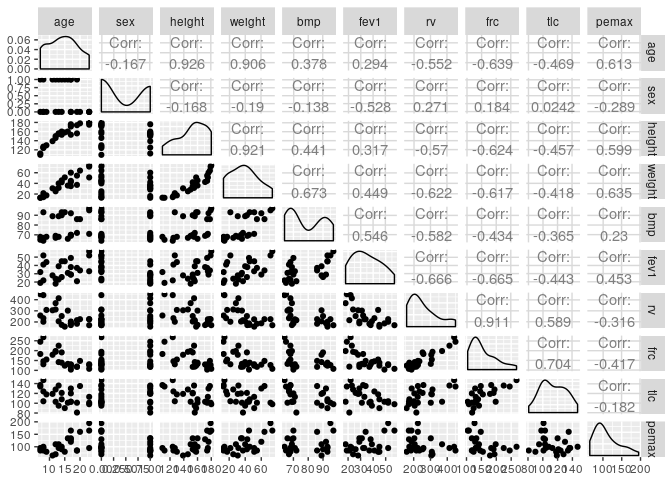 age sex height weight bmp fev1 rv frc tlc pemax
0.06 Corr: Corr: Corr: Corr: Corr: Corr: Corr: Corr: Corr: age
0.04
0.02 -0.167 0.926 0.906 0.378 0.294 -0.552 -0.639 -0.469 0.613
0.00
1.00 Corr: Corr: Corr: Corr: Corr: Corr: Corr: Corr: sex
0.75
0.50
0.25 -0.168 -0.19 -0.138 -0.528 0.271 0.184 0.0242 -0.289
0.00
180 Corr: Corr: Corr: Corr: Corr: Corr: Corr: height
160
140 0.921 0.441 0.317 -0.57 -0.624 -0.457 0.599
120
60 Corr: Corr: Corr: Corr: Corr: Corr: weight
40
20 0.673 0.449 -0.622 -0.617 -0.418 0.635
90 Corr: Corr: Corr: Corr: Corr: bmp
80
70 0.546 -0.582 -0.434 -0.365 0.23
50 Corr: Corr: Corr: Corr: fev1
40
30
20 -0.666 -0.665 -0.443 0.453
400 Corr: Corr: Corr: rv
300
200 0.911 0.589 -0.316
250 Corr: Corr: frc
200
150
100 0.704 -0.417
140 Corr: tlc
120
100
80 -0.182
200 pemax
150
100
10 15 20 0.00 0.25 0.50 0.75 1.00 120 140 160 180 20 40 60 70 80 90 20 30 40 50 200 300 400 100 150 200 250 80 100 120 140 100 150 200